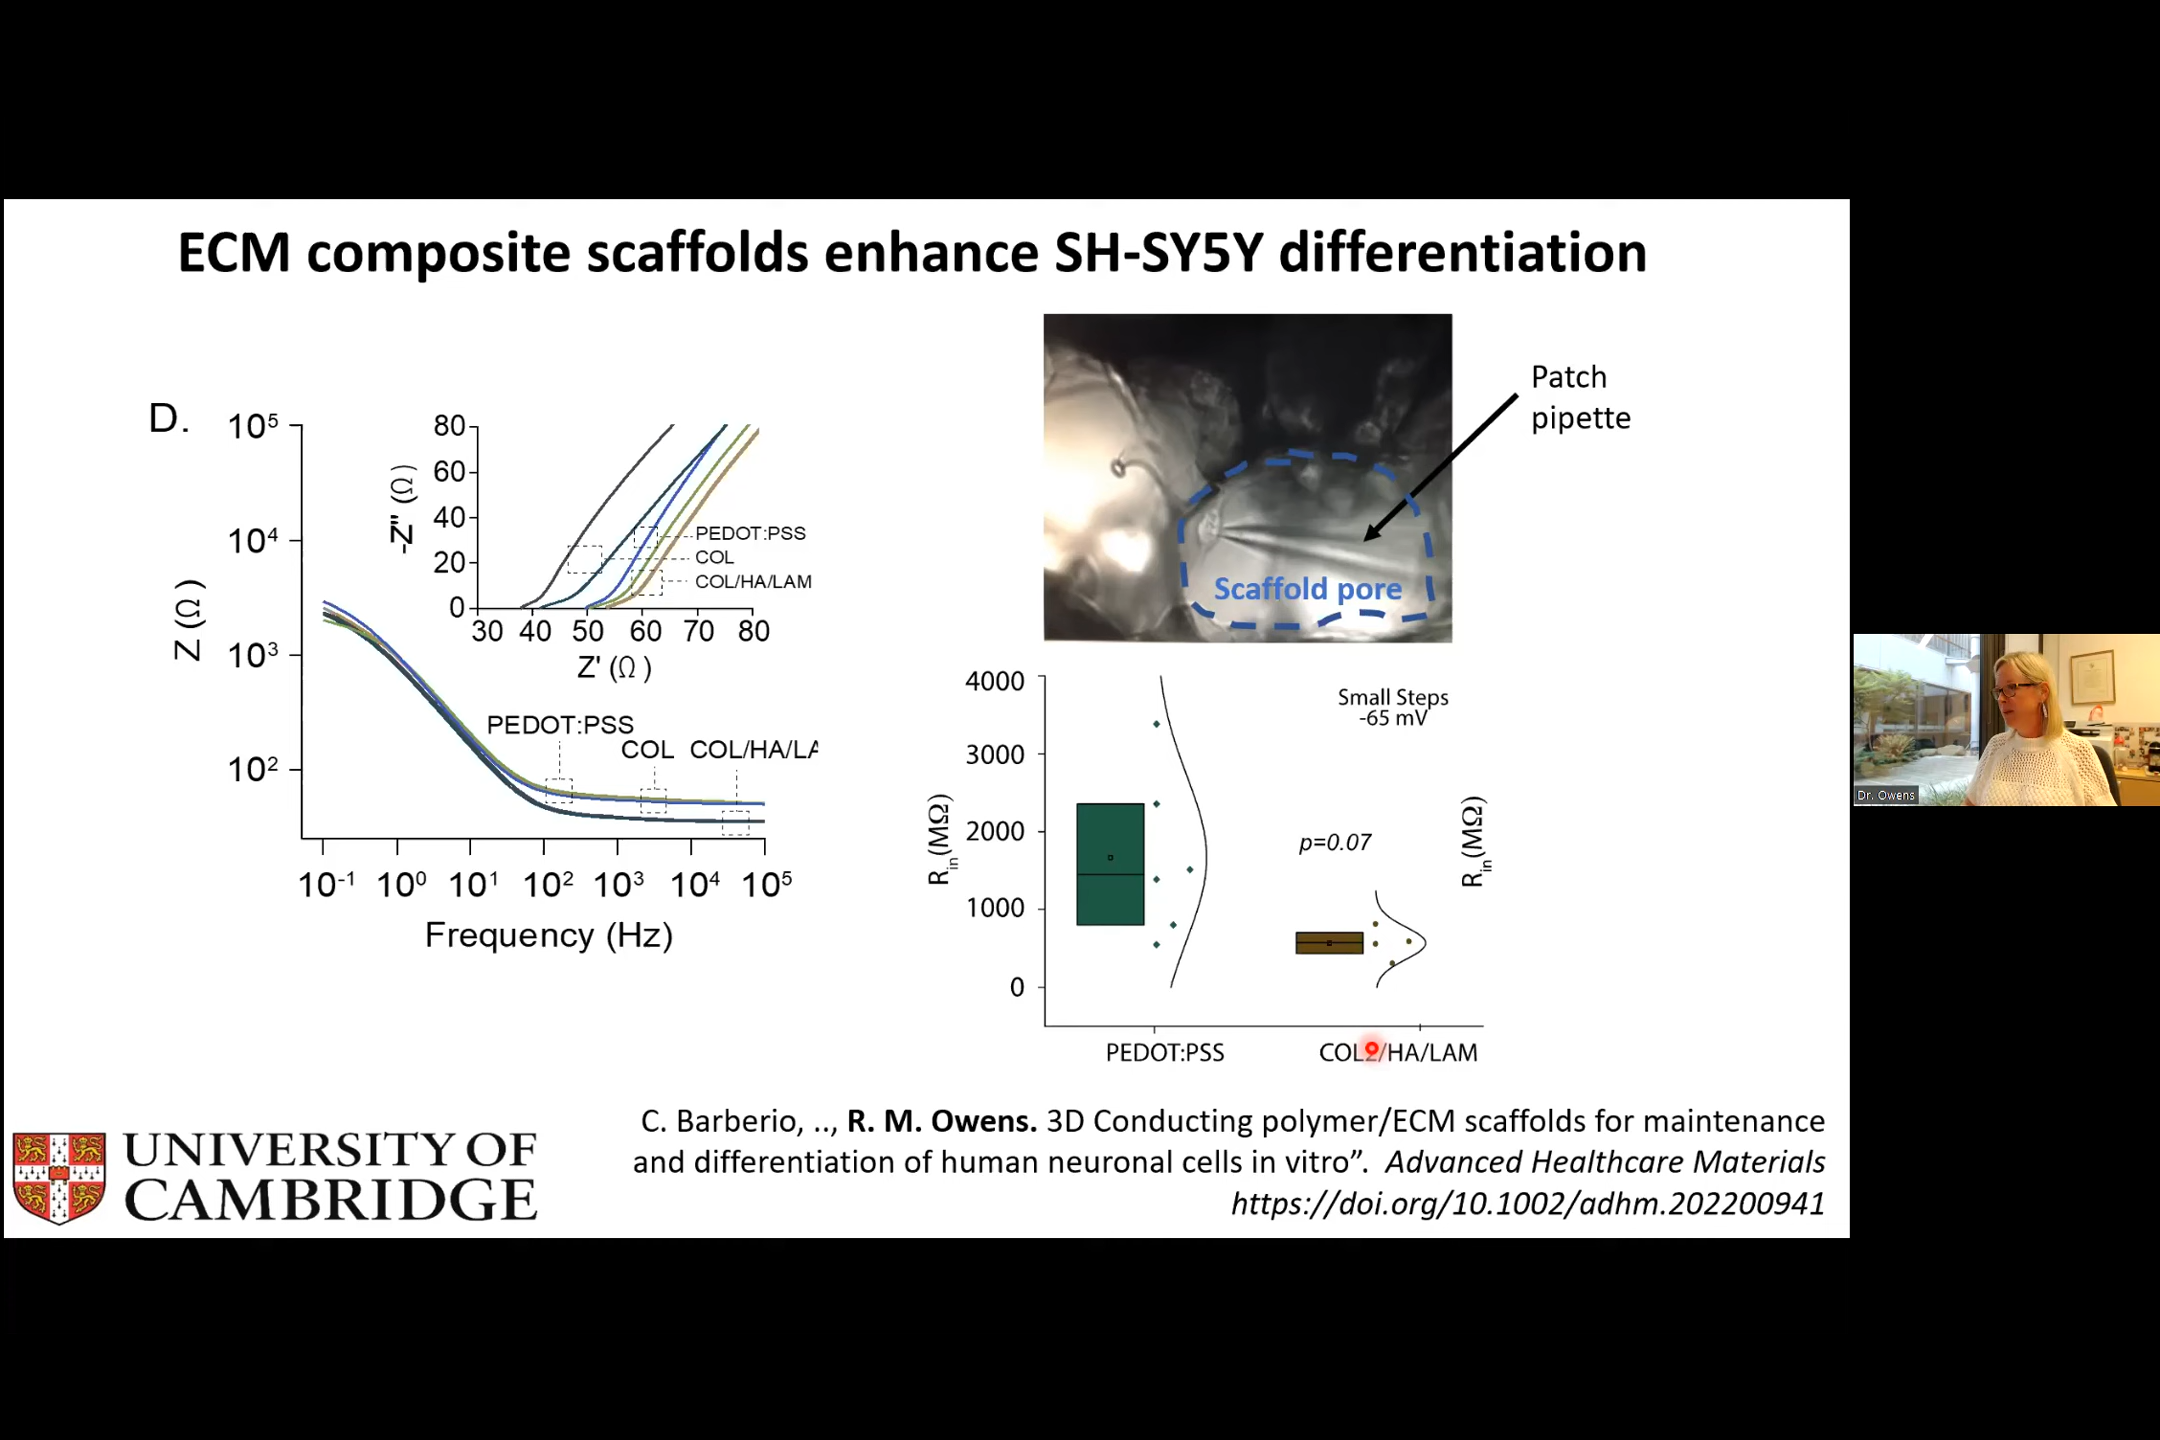 ECM composite scaffolds enhance SH-SY5Y differentiation
D.
Z (Ω)
10⁵
10⁴
10³
10²
10⁻¹ 10⁰ 10¹ 10² 10³ 10⁴ 10⁵
Frequency (Hz)
PEDOT:PSS
COL COL/HA/LA
-Z" (Ω)
80
60
40
20
0
30 40 50 60 70 80
Z' (Ω)
PEDOT:PSS
COL
COL/HA/LAM
Patch
pipette
Scaffold pore
Rin(MΩ)
4000
3000
2000
1000
0
Small Steps
-65 mV
p=0.07
Rin(MΩ)
PEDOT:PSS COL2/HA/LAM
C. Barberio, .., R. M. Owens. 3D Conducting polymer/ECM scaffolds for maintenance
and differentiation of human neuronal cells in vitro”. Advanced Healthcare Materials
https://doi.org/10.1002/adhm.202200941
UNIVERSITY OF
CAMBRIDGE
Dr. Owens